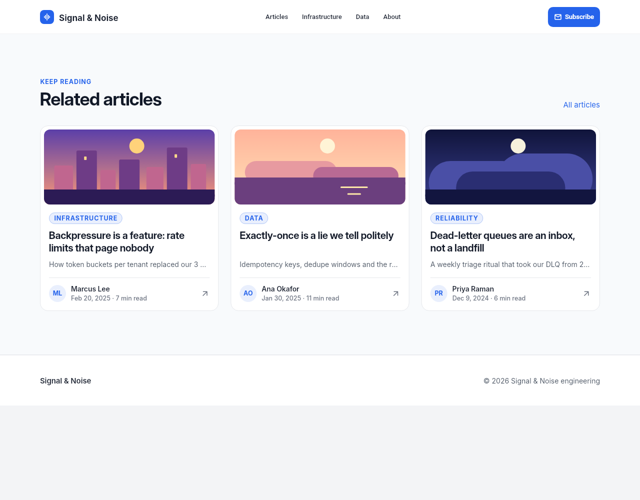 Signal & Noise
Articles
Infrastructure
Data
About
Subscribe
KEEP READING
Related articles
All articles
INFRASTRUCTURE
Backpressure is a feature: rate
limits that page nobody
How token buckets per tenant replaced our 3 ...
ML
Marcus Lee
Feb 20, 2025 · 7 min read
DATA
Exactly-once is a lie we tell politely
Idempotency keys, dedupe windows and the r...
AO
Ana Okafor
Jan 30, 2025 · 11 min read
RELIABILITY
Dead-letter queues are an inbox,
not a landfill
A weekly triage ritual that took our DLQ from 2...
PR
Priya Raman
Dec 9, 2024 · 6 min read
Signal & Noise
© 2026 Signal & Noise engineering